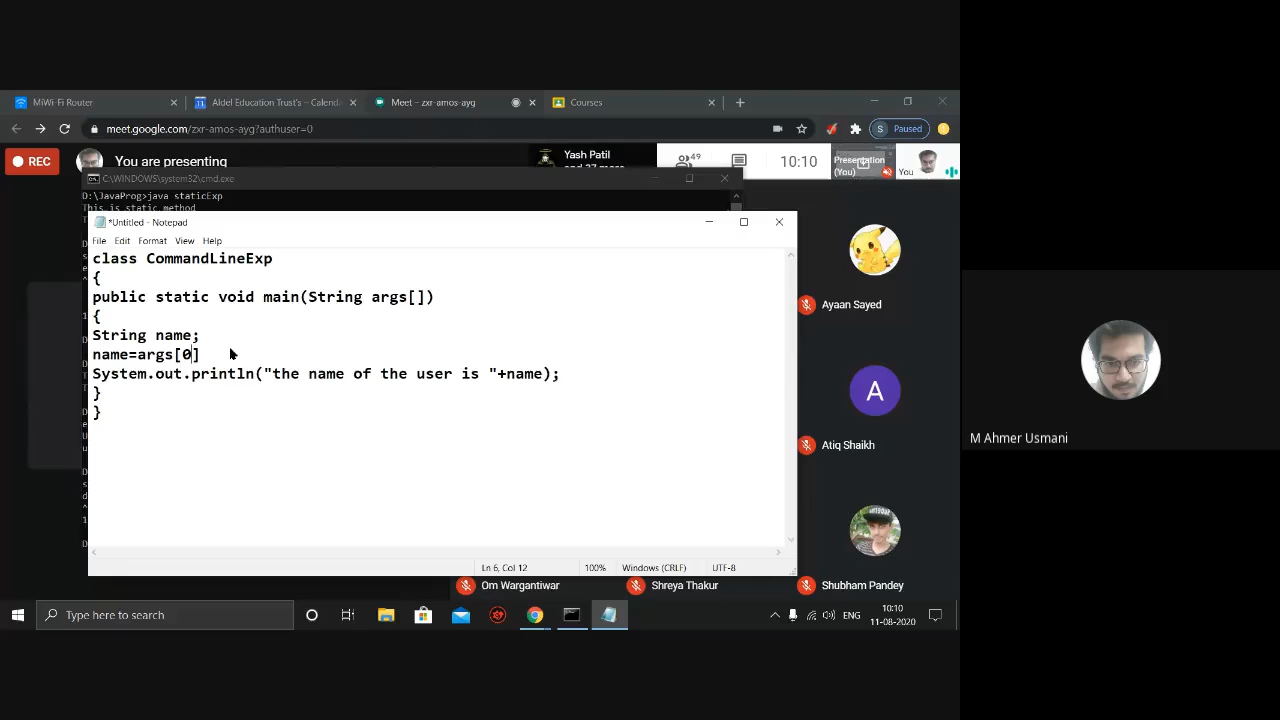 MiWi-Fi Router
Aldel Education Trust's – Calenda
Meet – zxr-amos-ayg
Courses
meet.google.com/zxr-amos-ayg?authuser=0
S Paused
REC
You are presenting
Yash Patil
49
10:10
Presentation
(You)
You
C:\WINDOWS\system32\cmd.exe
D:\JavaProg>java staticExp
This is static method
*Untitled - Notepad
File Edit Format View Help
class CommandLineExp
{
public static void main(String args[])
{
String name;
name=args[0]
System.out.println("the name of the user is "+name);
}
}
Ln 6, Col 12 100% Windows (CRLF) UTF-8
Ayaan Sayed
A
Atiq Shaikh
Om Wargantiwar
Shreya Thakur
Shubham Pandey
M Ahmer Usmani
Type here to search
ENG
10:10
11-08-2020